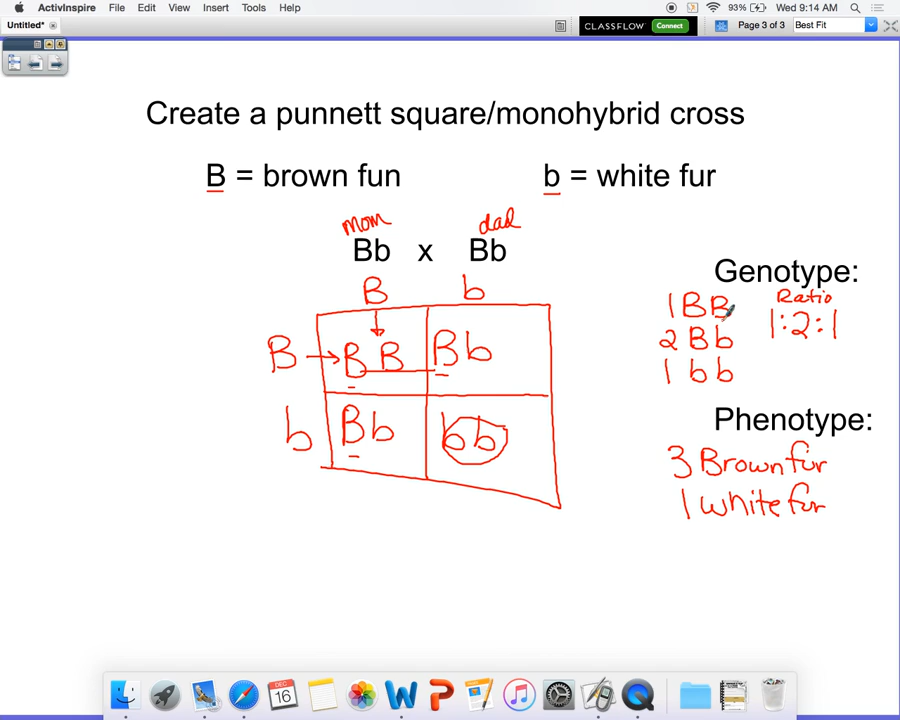 ActivInspire File Edit View Insert Tools Help 93% Wed 9:14 AM
Untitled* CLASSFLOW Connect Page 3 of 3 Best Fit
Create a punnett square/monohybrid cross
B = brown fun b = white fur
mom dad
Bb x Bb
B b
B B B Bb
b Bb bb
Genotype:
1 BB Ratio
2 Bb 1:2:1
1 bb
Phenotype:
3 Brown fur
1 white fur
DEC
16